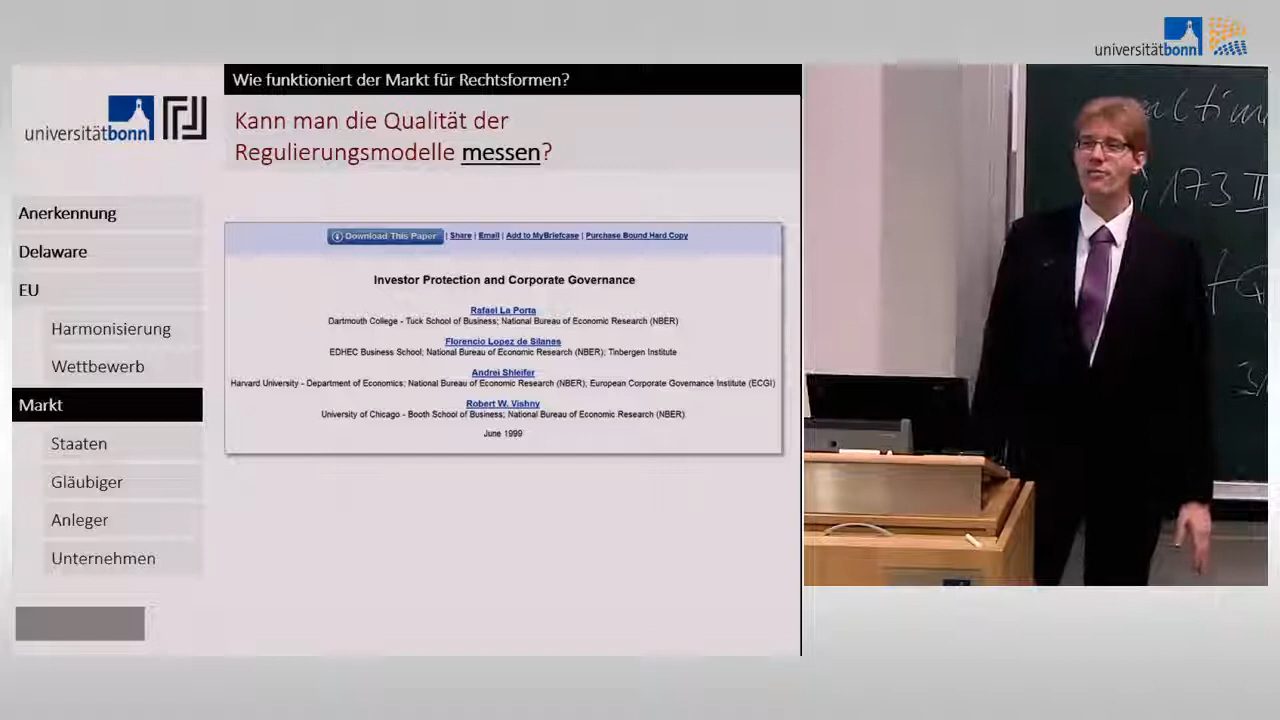 universitätbonn
Wie funktioniert der Markt für Rechtsformen?
universitätbonn
Kann man die Qualität der
Regulierungsmodelle messen?
Anerkennung
Delaware
EU
Harmonisierung
Wettbewerb
Markt
Staaten
Gläubiger
Anleger
Unternehmen
Download This Paper | Share | Email | Add to MyBriefcase | Purchase Bound Hard Copy
Investor Protection and Corporate Governance
Rafael La Porta
Dartmouth College - Tuck School of Business; National Bureau of Economic Research (NBER)
Florencio Lopez de Silanes
EDHEC Business School; National Bureau of Economic Research (NBER); Tinbergen Institute
Andrei Shleifer
Harvard University - Department of Economics; National Bureau of Economic Research (NBER); European Corporate Governance Institute (ECGI)
Robert W. Vishny
University of Chicago - Booth School of Business; National Bureau of Economic Research (NBER)
June 1999
173 II